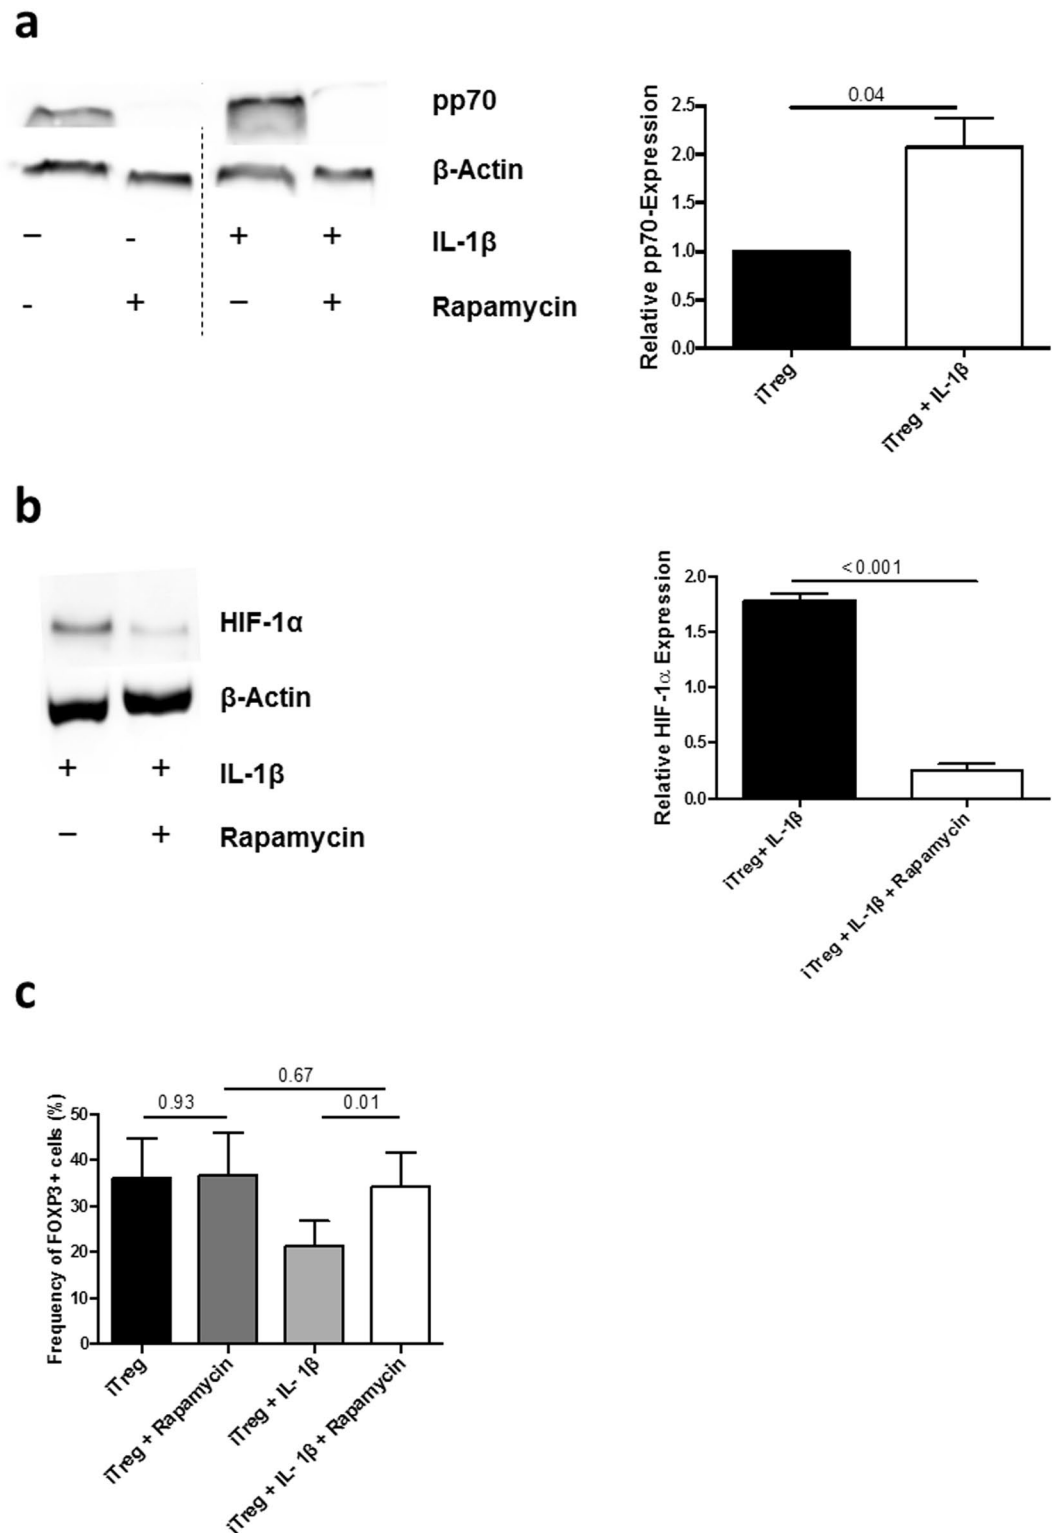 a
pp70
β-Actin
– - + + IL-1β
- + – + Rapamycin
Relative pp70-Expression
2.5
2.0
1.5
1.0
0.5
0.0
0.04
iTreg
iTreg + IL-1β
b
HIF-1α
β-Actin
+ + IL-1β
– + Rapamycin
Relative HIF-1α Expression
2.0
1.5
1.0
0.5
0.0
<0.001
iTreg+ IL-1β
iTreg + IL-1β + Rapamycin
c
Frequency of FOXP3+ cells (%)
50
40
30
20
10
0
0.67
0.93
0.01
iTreg
iTreg + Rapamycin
iTreg + IL- 1β
iTreg + IL- 1β + Rapamycin